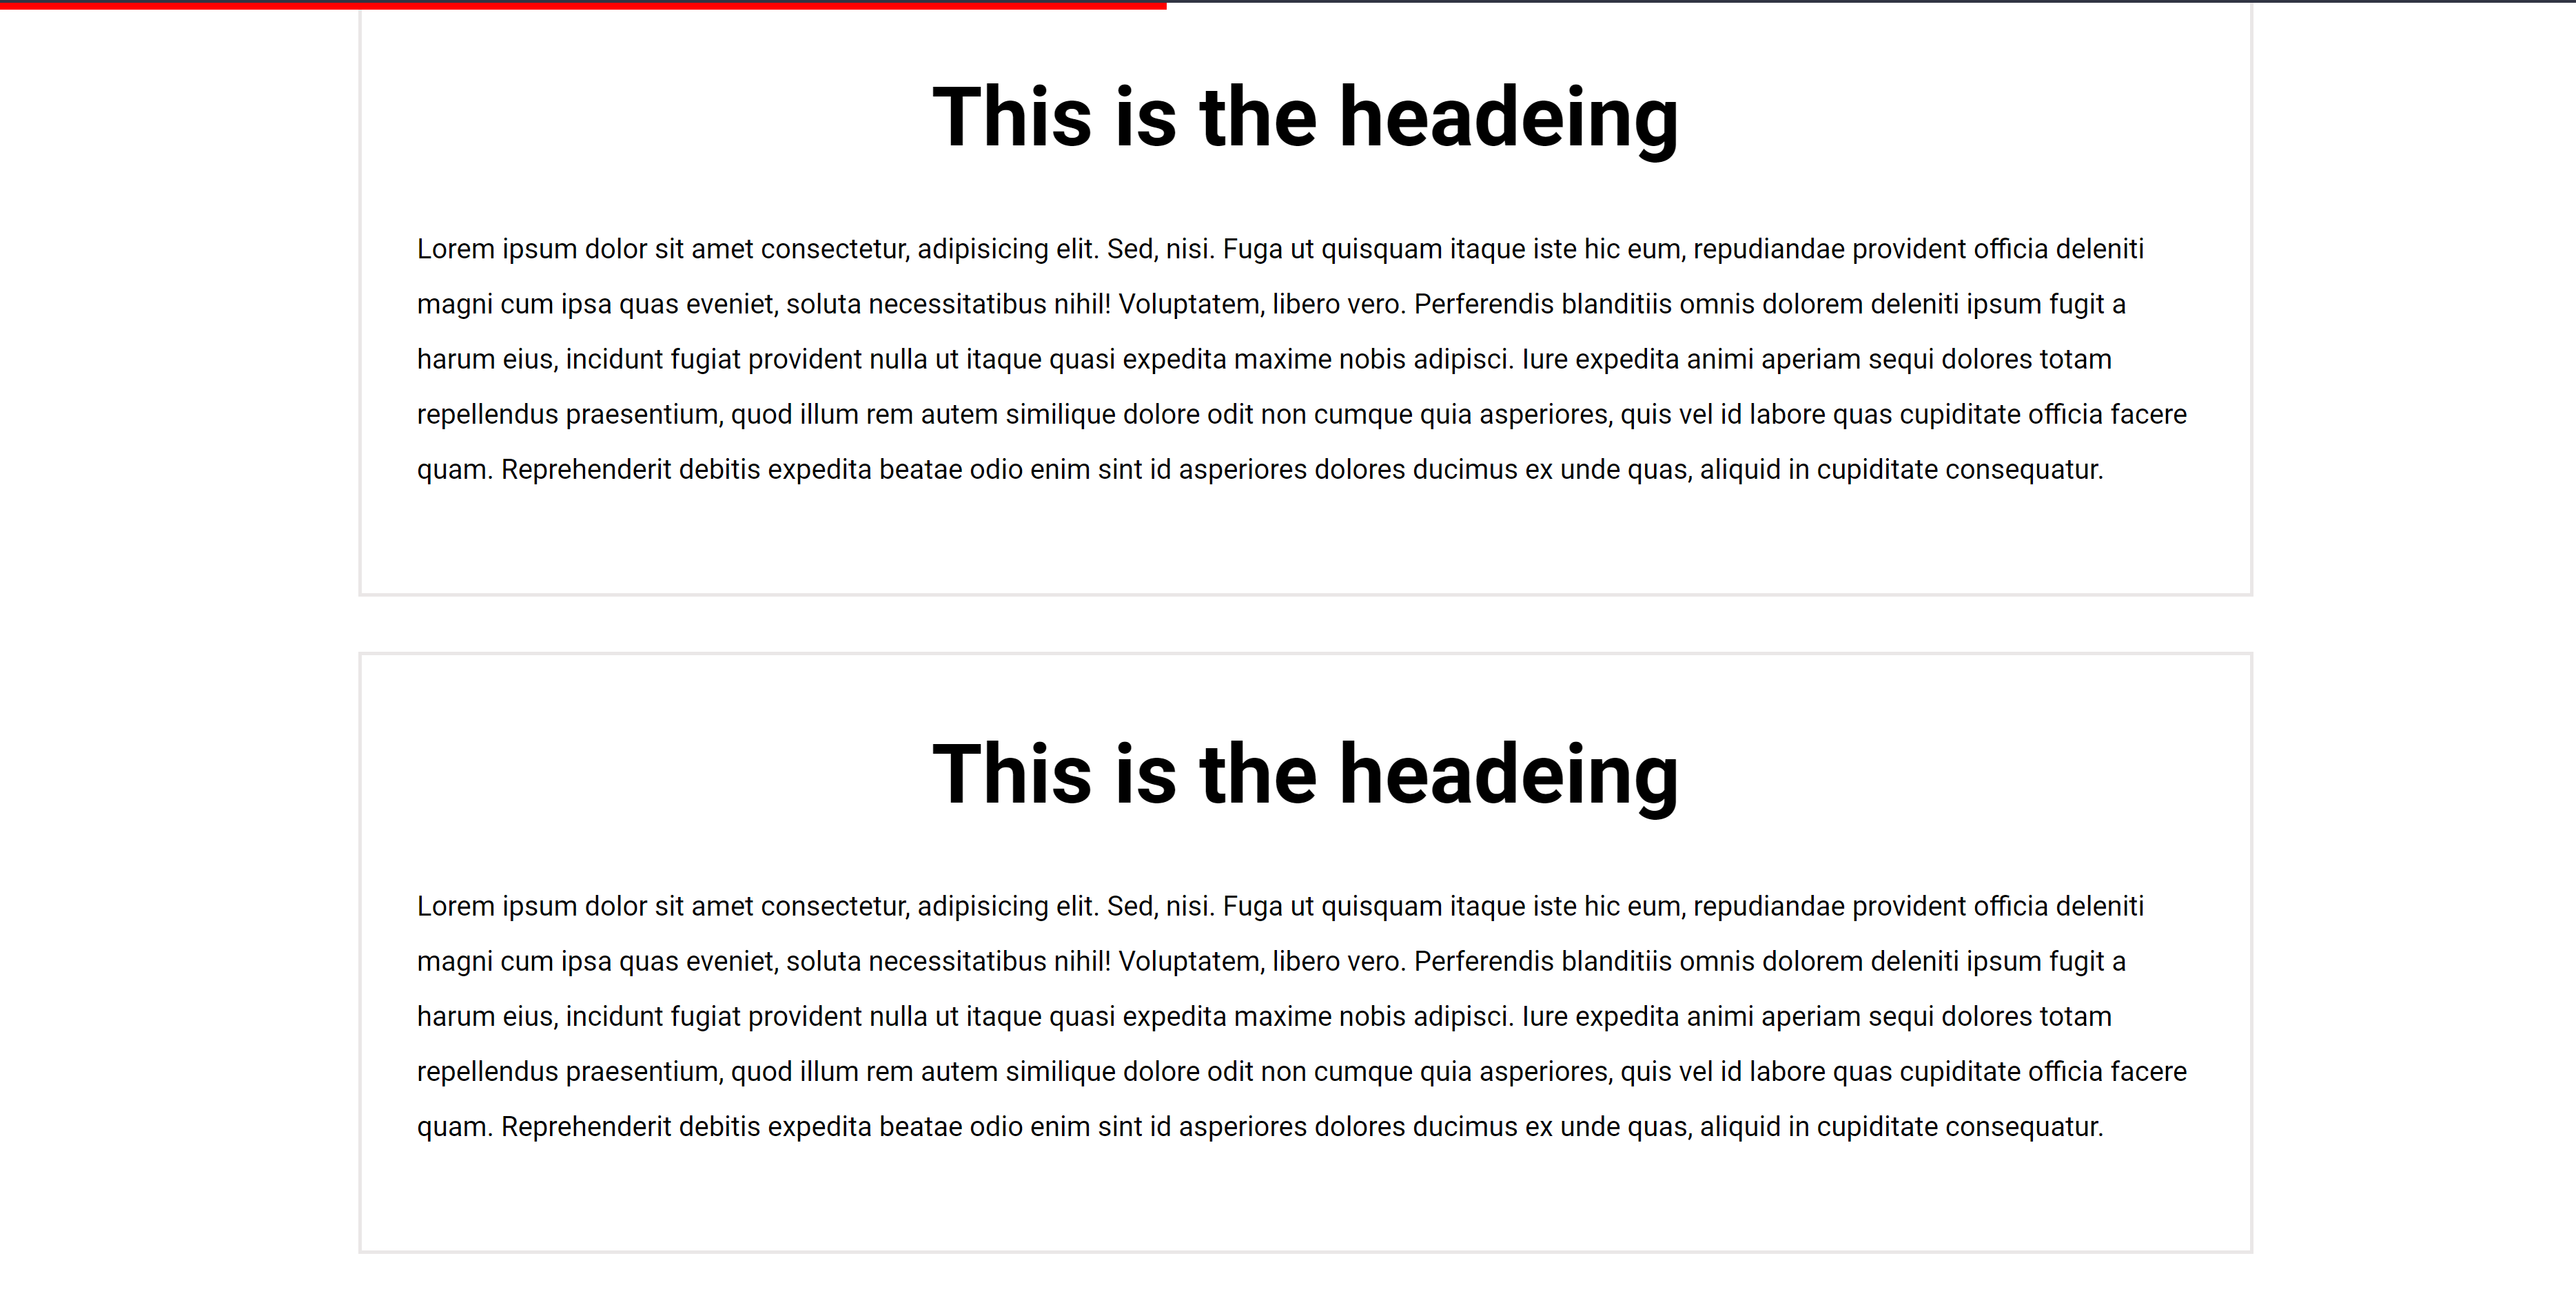 This is the headeing
Lorem ipsum dolor sit amet consectetur, adipisicing elit. Sed, nisi. Fuga ut quisquam itaque iste hic eum, repudiandae provident officia deleniti
magni cum ipsa quas eveniet, soluta necessitatibus nihil! Voluptatem, libero vero. Perferendis blanditiis omnis dolorem deleniti ipsum fugit a
harum eius, incidunt fugiat provident nulla ut itaque quasi expedita maxime nobis adipisci. Iure expedita animi aperiam sequi dolores totam
repellendus praesentium, quod illum rem autem similique dolore odit non cumque quia asperiores, quis vel id labore quas cupiditate officia facere
quam. Reprehenderit debitis expedita beatae odio enim sint id asperiores dolores ducimus ex unde quas, aliquid in cupiditate consequatur.
This is the headeing
Lorem ipsum dolor sit amet consectetur, adipisicing elit. Sed, nisi. Fuga ut quisquam itaque iste hic eum, repudiandae provident officia deleniti
magni cum ipsa quas eveniet, soluta necessitatibus nihil! Voluptatem, libero vero. Perferendis blanditiis omnis dolorem deleniti ipsum fugit a
harum eius, incidunt fugiat provident nulla ut itaque quasi expedita maxime nobis adipisci. Iure expedita animi aperiam sequi dolores totam
repellendus praesentium, quod illum rem autem similique dolore odit non cumque quia asperiores, quis vel id labore quas cupiditate officia facere
quam. Reprehenderit debitis expedita beatae odio enim sint id asperiores dolores ducimus ex unde quas, aliquid in cupiditate consequatur.